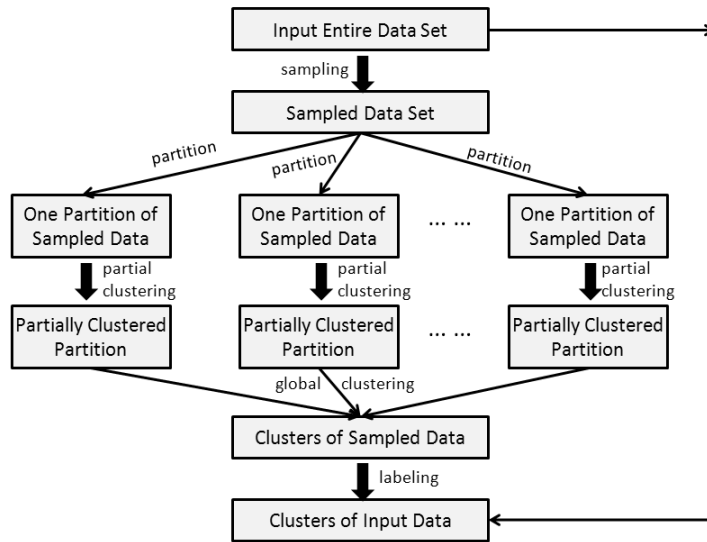 Input Entire Data Set
sampling
Sampled Data Set
partition
partition
partition
One Partition of
Sampled Data
One Partition of
Sampled Data
... ...
One Partition of
Sampled Data
partial
clustering
partial
clustering
partial
clustering
Partially Clustered
Partition
Partially Clustered
Partition
... ...
Partially Clustered
Partition
global clustering
Clusters of Sampled Data
labeling
Clusters of Input Data